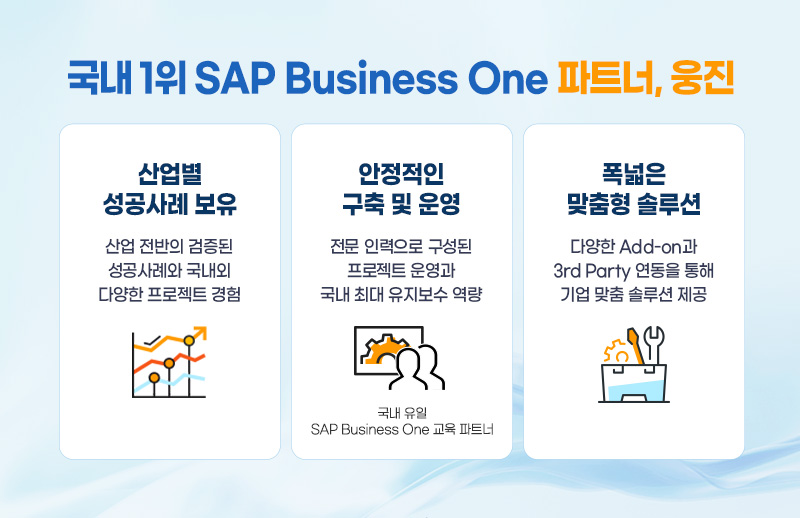 국내 1위 SAP Business One 파트너, 웅진
산업별
성공사례 보유
산업 전반의 검증된
성공사례와 국내외
다양한 프로젝트 경험
안정적인
구축 및 운영
전문 인력으로 구성된
프로젝트 운영과
국내 최대 유지보수 역량
국내 유일
SAP Business One 교육 파트너
폭넓은
맞춤형 솔루션
다양한 Add-on과
3rd Party 연동을 통해
기업 맞춤 솔루션 제공